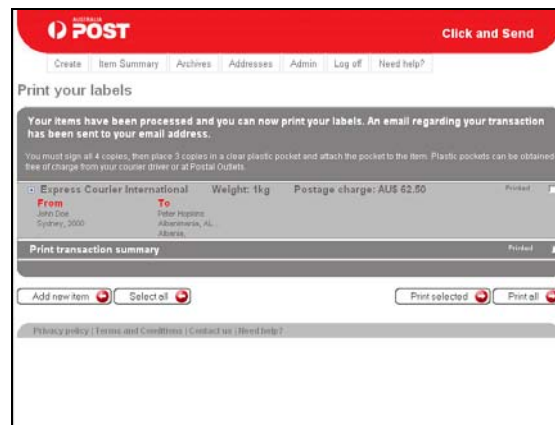 AUSTRALIA
POST
Click and Send
Create Item Summary Archives Addresses Admin Log off Need help?
Print your labels
Your items have been processed and you can now print your labels. An email regarding your transaction
has been sent to your email address.
You must sign all 4 copies, then place 3 copies in a clear plastic pocket and attach the pocket to the item. Plastic pockets can be obtained
free of charge from your courier driver or at Postal Outlets.
Express Courier International Weight: 1kg Postage charge: AU$ 62.50 Printed
From To
John Doe Peter Hopkins
Sydney, 2000 Albanimania, AL...
Albania,
Print transaction summary Printed
Add new item Select all Print selected Print all
Privacy policy | Terms and Conditions | Contact us | Need help?